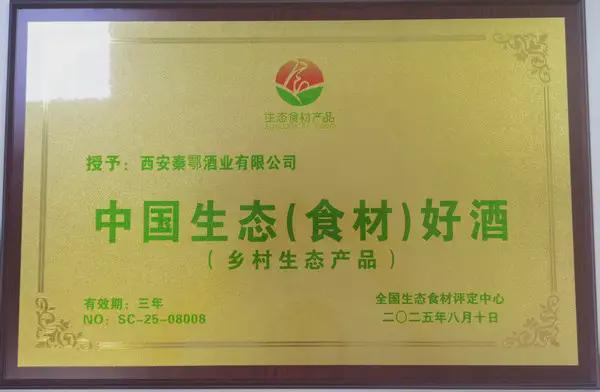 生态食材产品
授予：西安秦鄠酒业有限公司
中国生态(食材)好酒
(乡村生态产品)
有效期：三年
NO：SC-25-08008
全国生态食材评定中心
二〇二五年八月十日